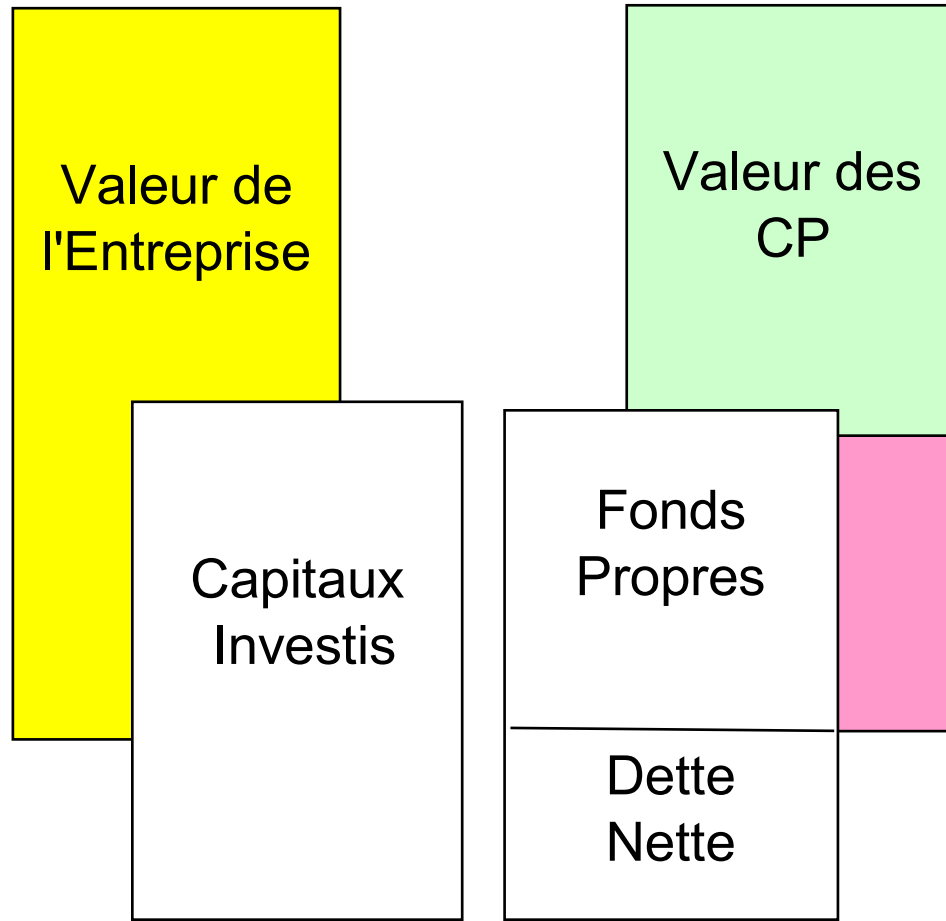 Valeur de
l'Entreprise
Valeur des
CP
Capitaux
Investis
Fonds
Propres
Dette
Nette